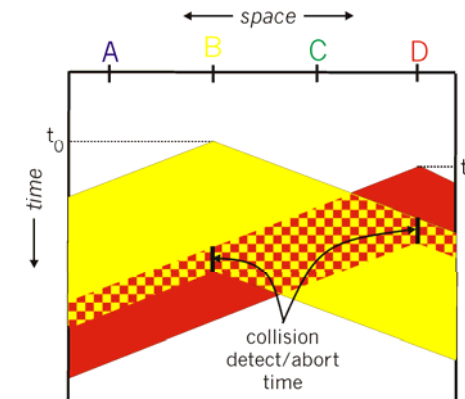 space
A B C D
t0
t
time
collision
detect/abort
time